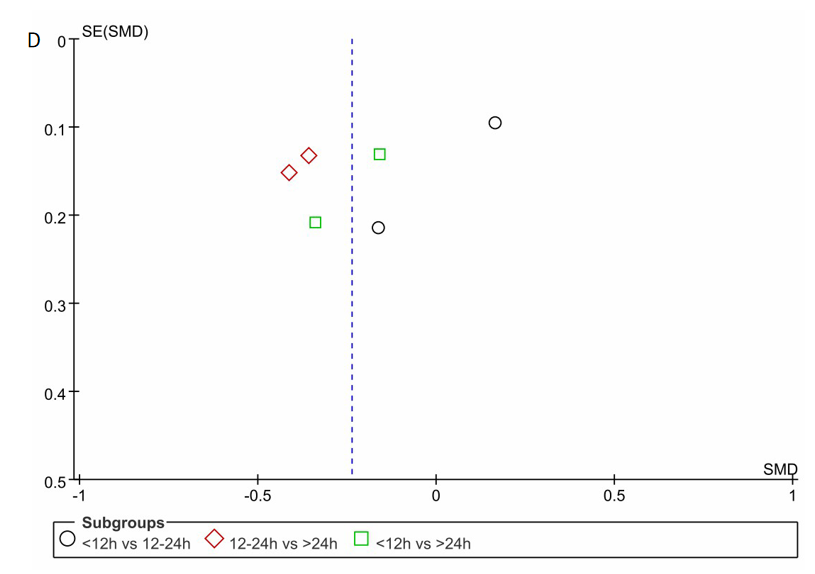 D
SE(SMD)
0
0.1
0.2
0.3
0.4
0.5
SMD
-1 -0.5 0 0.5 1
Subgroups
<12h vs 12-24h 12-24h vs >24h <12h vs >24h